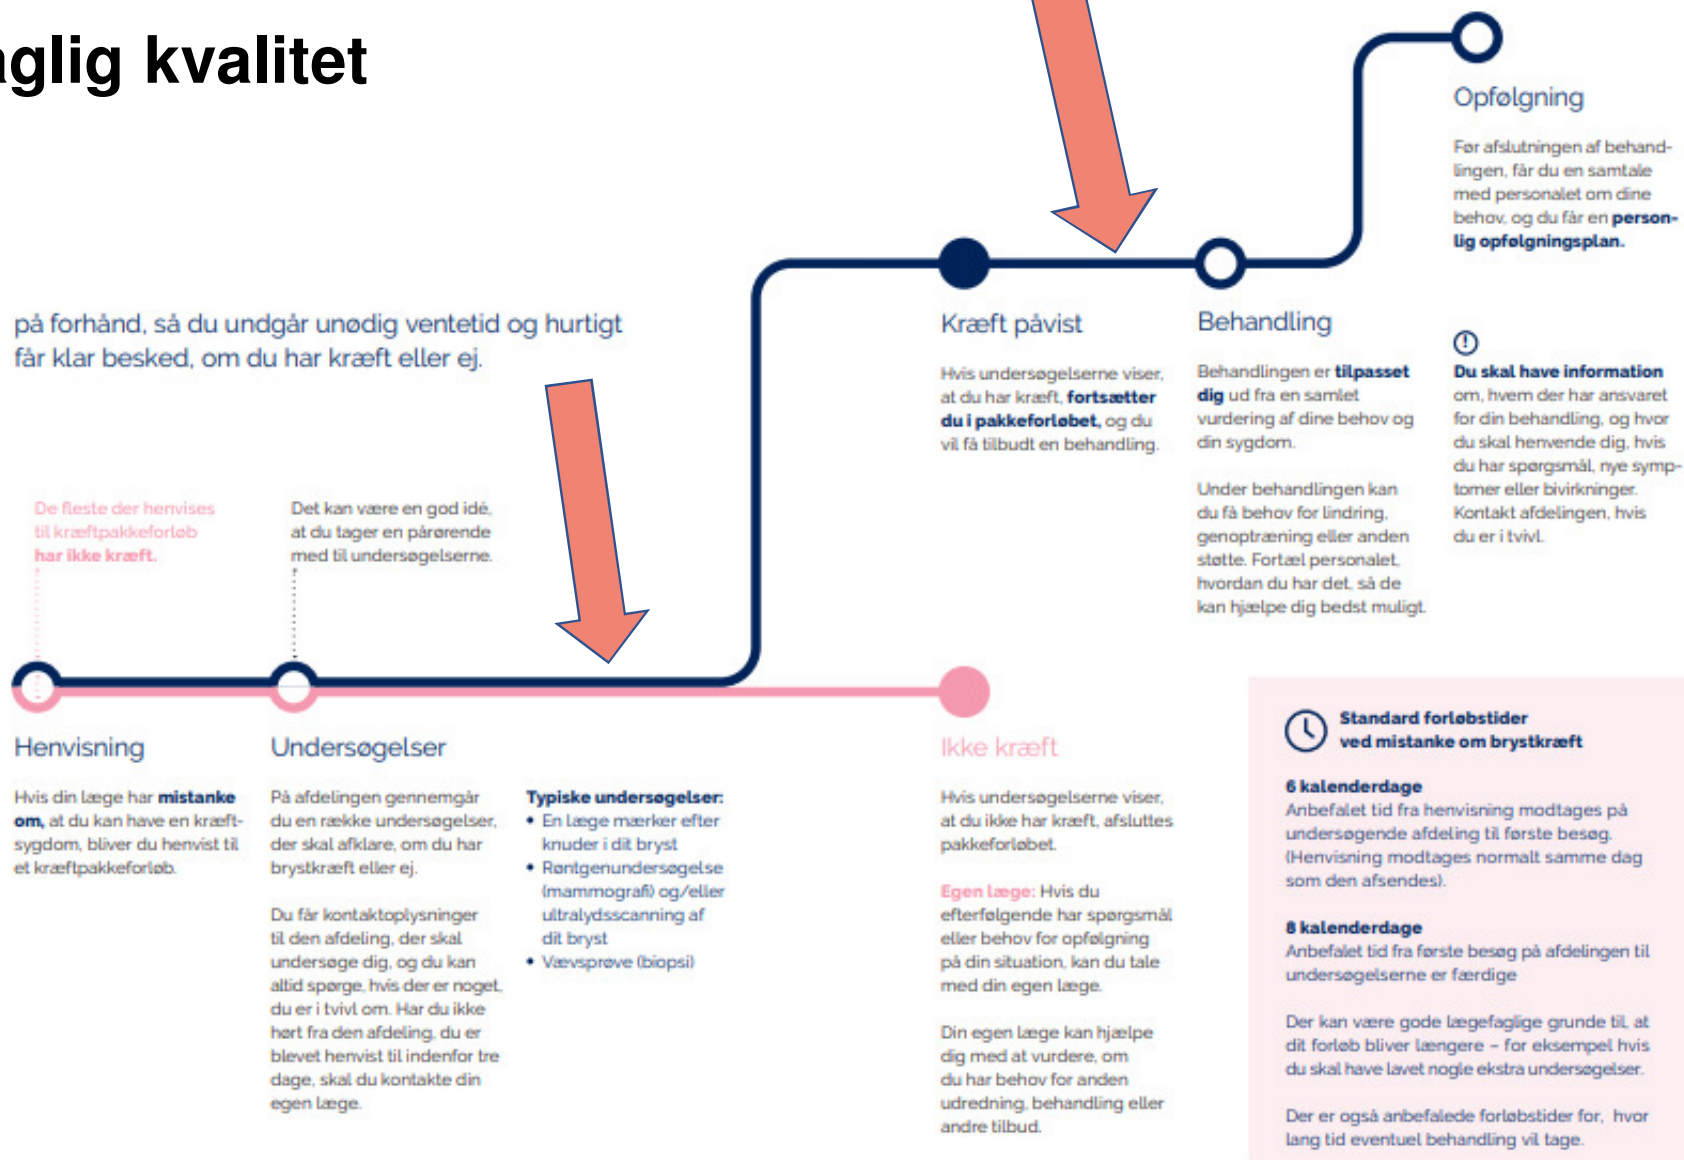 aglig kvalitet
på forhånd, så du undgår unødig ventetid og hurtigt
får klar besked, om du har kræft eller ej.
De fleste der henvises
til kræftpakkeforløb
har ikke kræft.
Det kan være en god idé,
at du tager en pårørende
med til undersøgelserne.
Henvisning
Hvis din læge har mistanke
om, at du kan have en kræft-
sygdom, bliver du henvist til
et kræftpakkeforløb.
Undersøgelser
På afdelingen gennemgår
du en række undersøgelser,
der skal afklare, om du har
brystkræft eller ej.
Du får kontaktoplysninger
til den afdeling, der skal
undersøge dig, og du kan
altid spørge, hvis der er noget,
du er i tvivl om. Har du ikke
hørt fra den afdeling, du er
blevet henvist til indenfor tre
dage, skal du kontakte din
egen læge.
Typiske undersøgelser:
• En læge mærker efter
knuder i dit bryst
• Røntgenundersøgelse
(mammografi) og/eller
ultralydsscanning af
dit bryst
• Vævsprøve (biopsi)
Kræft påvist
Hvis undersøgelserne viser,
at du har kræft, fortsætter
du i pakkeforløbet, og du
vil få tilbudt en behandling.
Behandling
Behandlingen er tilpasset
dig ud fra en samlet
vurdering af dine behov og
din sygdom.
Under behandlingen kan
du få behov for lindring,
genoptræning eller anden
støtte. Fortæl personalet,
hvordan du har det, så de
kan hjælpe dig bedst muligt.
Opfølgning
Før afslutningen af behand-
lingen, får du en samtale
med personalet om dine
behov, og du får en person-
lig opfølgningsplan.
Du skal have information
om, hvem der har ansvaret
for din behandling, og hvor
du skal henvende dig, hvis
du har spørgsmål, nye symp-
tomer eller bivirkninger.
Kontakt afdelingen, hvis
du er i tvivl.
Ikke kræft
Hvis undersøgelserne viser,
at du ikke har kræft, afsluttes
pakkeforløbet.
Egen læge: Hvis du
efterfølgende har spørgsmål
eller behov for opfølgning
på din situation, kan du tale
med din egen læge.
Din egen læge kan hjælpe
dig med at vurdere, om
du har behov for anden
udredning, behandling eller
andre tilbud.
Standard forløbstider
ved mistanke om brystkræft
6 kalenderdage
Anbefalet tid fra henvisning modtages på
undersøgende afdeling til første besøg.
(Henvisning modtages normalt samme dag
som den afsendes).
8 kalenderdage
Anbefalet tid fra første besøg på afdelingen til
undersøgelserne er færdige
Der kan være gode lægefaglige grunde til, at
dit forløb bliver længere – for eksempel hvis
du skal have lavet nogle ekstra undersøgelser.
Der er også anbefalede forløbstider for, hvor
lang tid eventuel behandling vil tage.